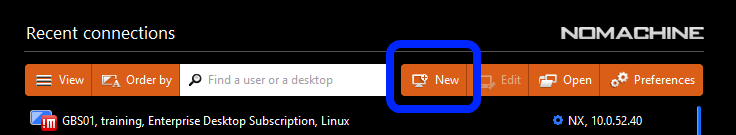 Recent connections NOMACHINE
View Order by Find a user or a desktop New Edit Open Preferences
GBS01, training, Enterprise Desktop Subscription, Linux NX, 10.0.52.40